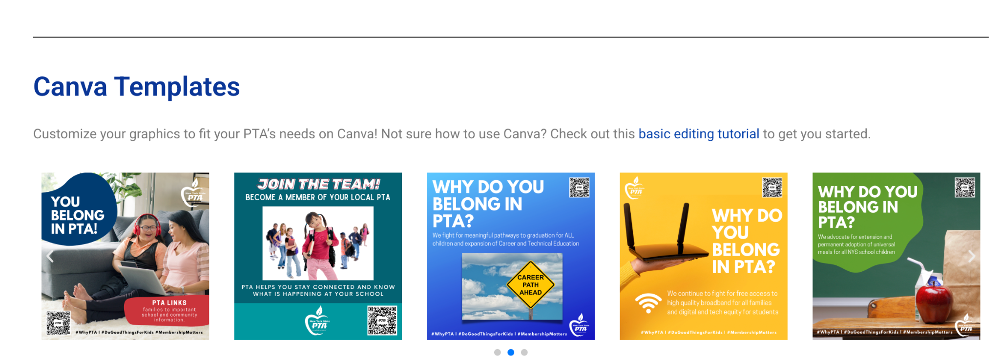 Canva Templates
Customize your graphics to fit your PTA’s needs on Canva! Not sure how to use Canva? Check out this basic editing tutorial to get you started.
YOU
BELONG
IN PTA!
New York State
PTA
PTA LINKS
families to important
school and community
information.
PTA
#WhyPTA I #DoGoodThingsForKids #MembershipMatters
JOIN THE TEAM!
BECOME A MEMBER OF YOUR LOCAL PTA
PTA HELPS YOU STAY CONNECTED AND KNOW
WHAT IS HAPPENING AT YOUR SCHOOL
New York State
PTA
PTA
WHY DO YOU
BELONG IN
PTA?
PTA
We fight for meaningful pathways to graduation for ALL
children and expansion of Career and Technical Education
CAREER
PATH
AHEAD
New York State
PTA
#WhyPTA I #DoGoodThingsForKids I #MembershipMatters
New York State
PTA
PTA
WHY DO
YOU
BELONG
IN PTA?
We continue to fight for free access to
high quality broadband for all families
and digital and tech equity for students
#WhyPTA I #DoGoodThingsForKids I #MembershipMatters
WHY DO YOU
BELONG IN
PTA?
PTA
We advocate for extension and
permanent adoption of universal
meals for all NYS school children
New York State
PTA
#WhyPTA I #DoGoodThingsForKids I #MembershipMatters